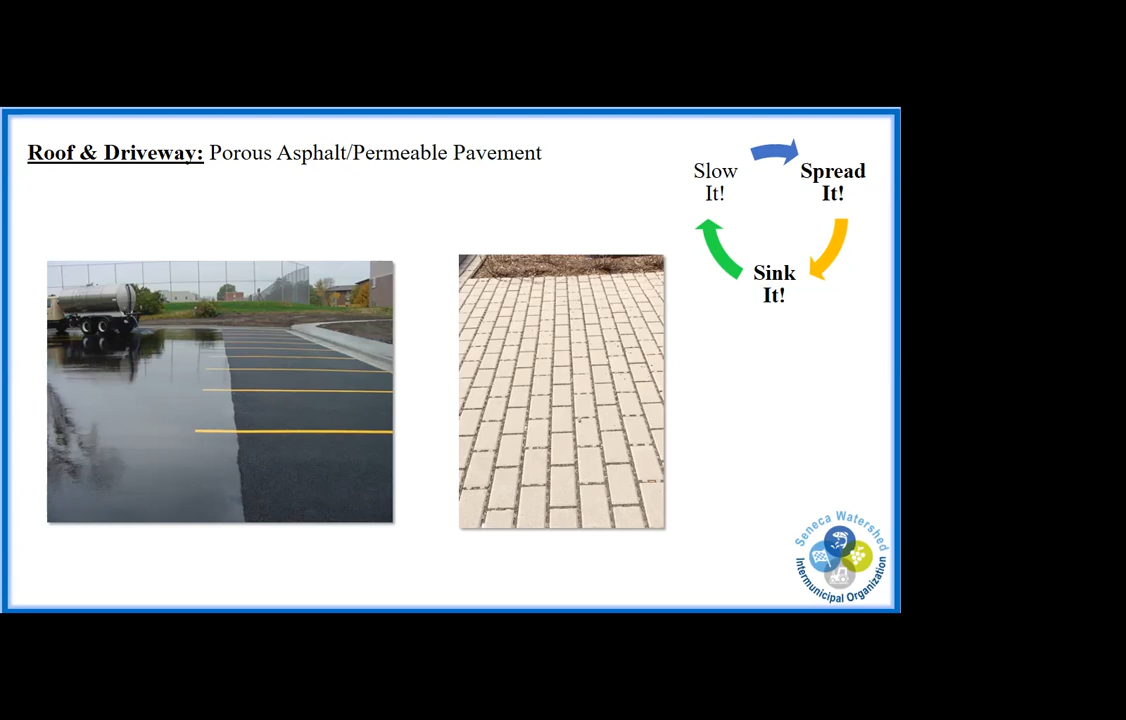 Roof & Driveway: Porous Asphalt/Permeable Pavement
Slow
It!
Spread
It!
Sink
It!
Seneca Watershed
Intermunicipal Organization